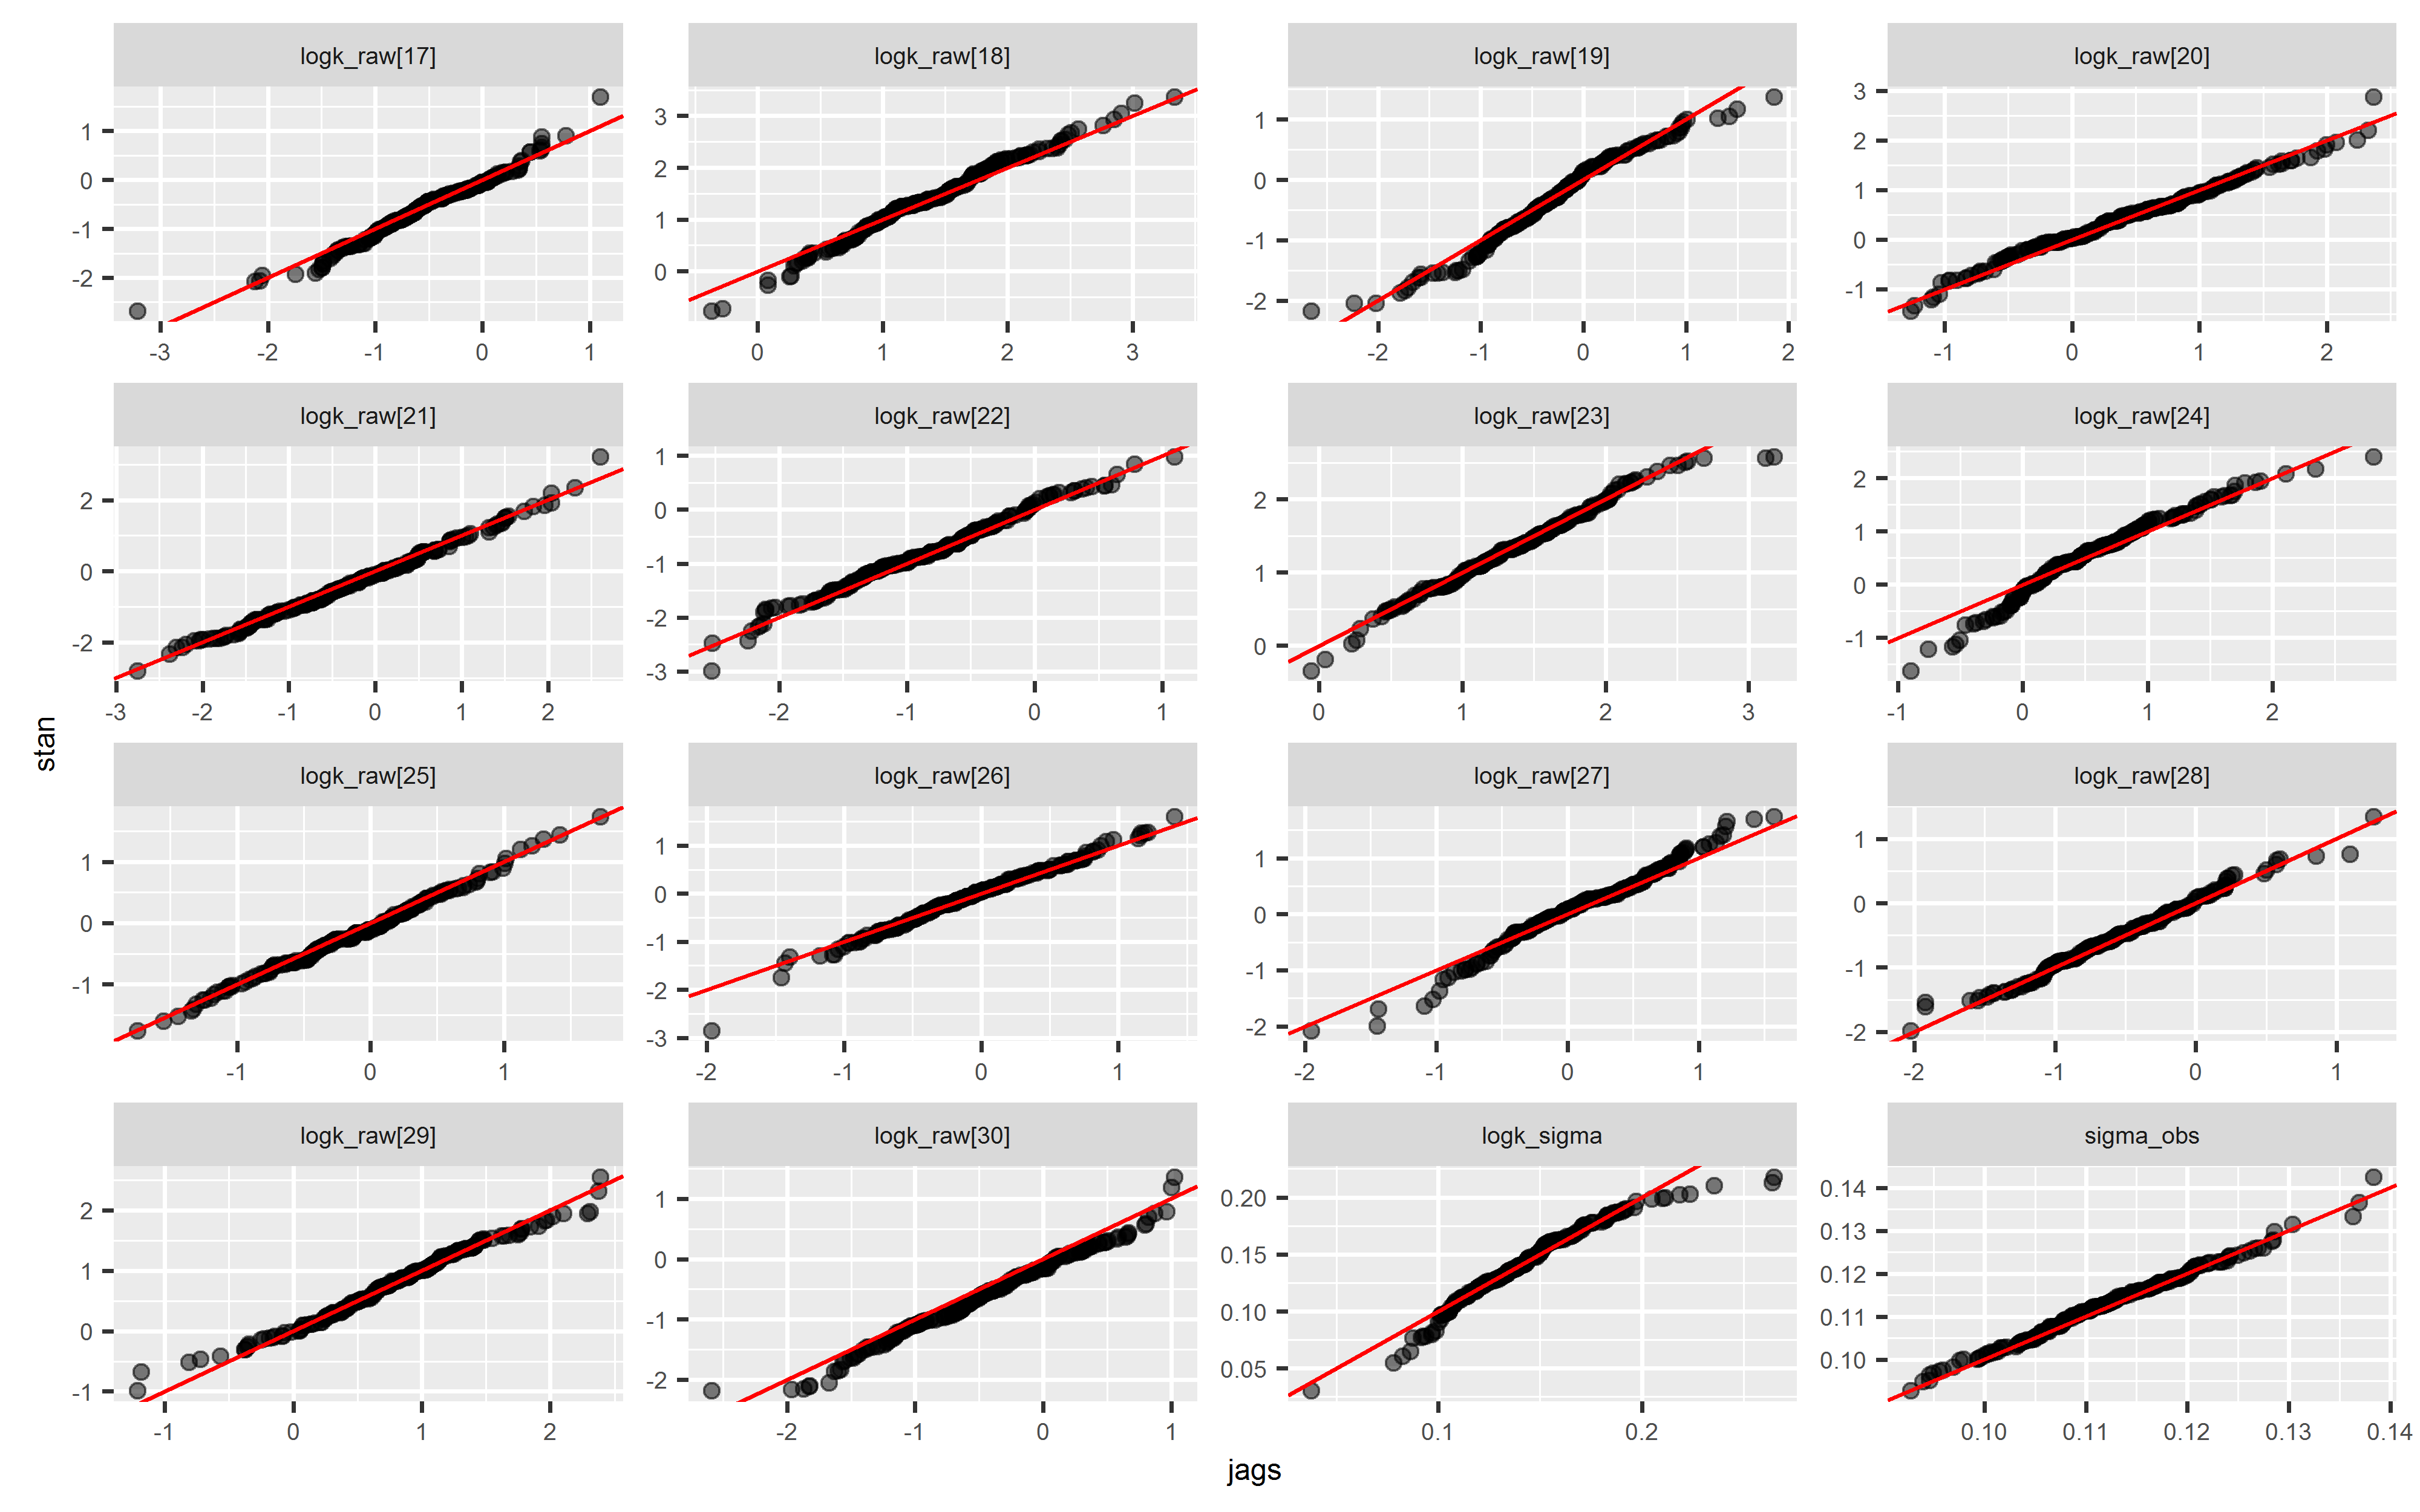 logk_raw[17] logk_raw[18] logk_raw[19] logk_raw[20]
1 0 -1 -2
3 2 1 0
1 0 -1 -2
3 2 1 0 -1
-3 -2 -1 0 1
0 1 2 3
-2 -1 0 1 2
-1 0 1 2
logk_raw[21] logk_raw[22] logk_raw[23] logk_raw[24]
2 0 -2
1 0 -1 -2 -3
2 1 0
2 1 0 -1
-3 -2 -1 0 1 2
-2 -1 0 1
0 1 2 3
-1 0 1 2
stan
logk_raw[25] logk_raw[26] logk_raw[27] logk_raw[28]
1 0 -1
1 0 -1 -2 -3
1 0 -1 -2
1 0 -1 -2
-1 0 1
-2 -1 0 1
-2 -1 0 1
-2 -1 0 1
logk_raw[29] logk_raw[30] logk_sigma sigma_obs
2 1 0 -1
1 0 -1 -2
0.20 0.15 0.10 0.05
0.14 0.13 0.12 0.11 0.10
-1 0 1 2
-2 -1 0 1
0.1 0.2
0.10 0.11 0.12 0.13 0.14
jags